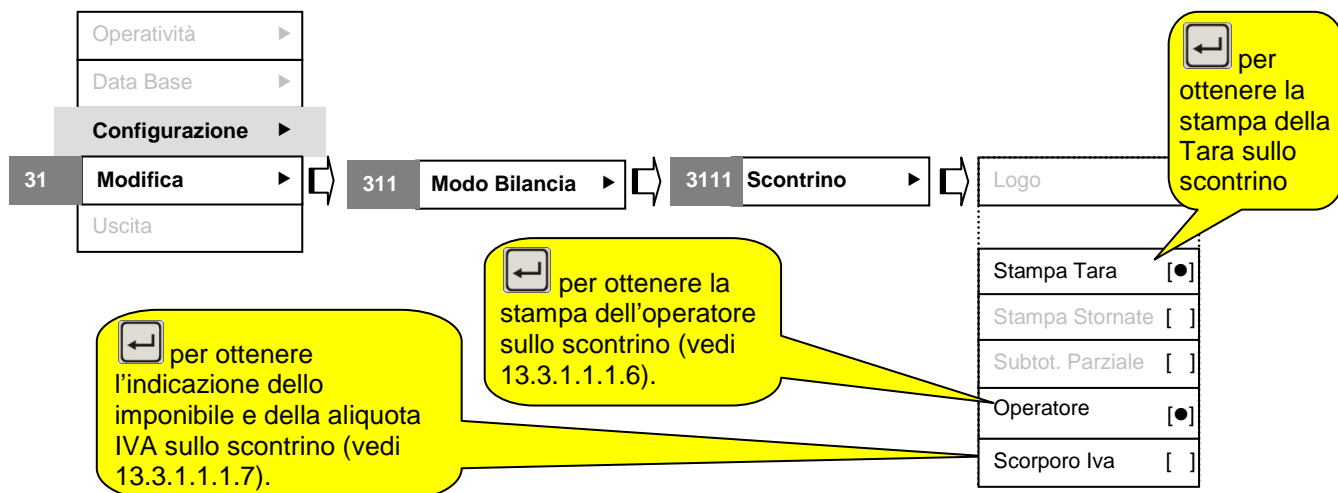 Operatività
Data Base
Configurazione
31 Modifica
Uscita
311 Modo Bilancia
3111 Scontrino
Logo
Stampa Tara [●]
Stampa Stornate [ ]
Subtot. Parziale [ ]
Operatore [●]
Scorporo Iva [ ]
per
ottenere la
stampa della
Tara sullo
scontrino
per ottenere la
stampa dell’operatore
sullo scontrino (vedi
13.3.1.1.1.6).
per ottenere
l’indicazione dello
imponibile e della aliquota
IVA sullo scontrino (vedi
13.3.1.1.1.7).